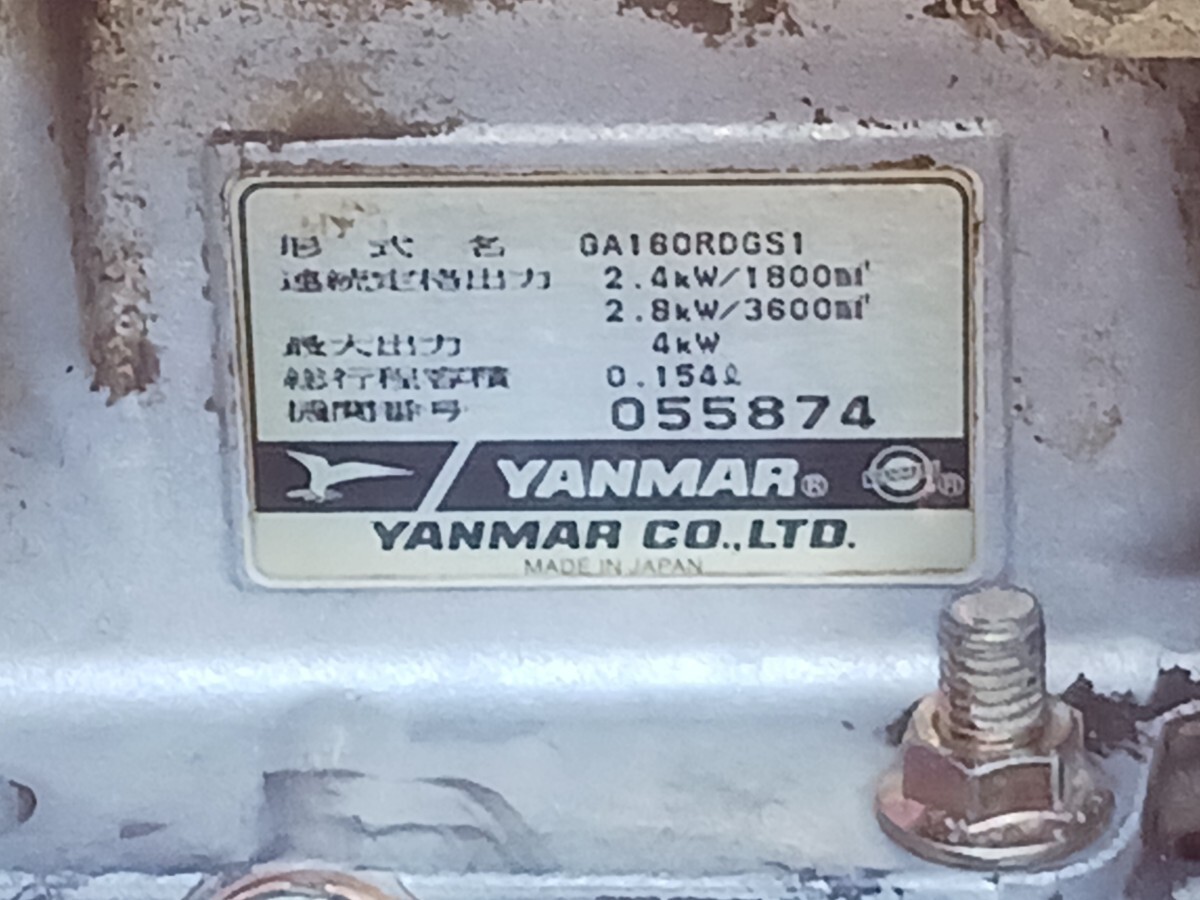 形式名 GA160RDGS1
連続定格出力 2.4kW/1800min⁻¹
2.8kW/3600min⁻¹
最大出力 4kW
総行程容積 0.154ℓ
機関番号 055874
YANMAR®
YANMAR CO.,LTD.
MADE IN JAPAN